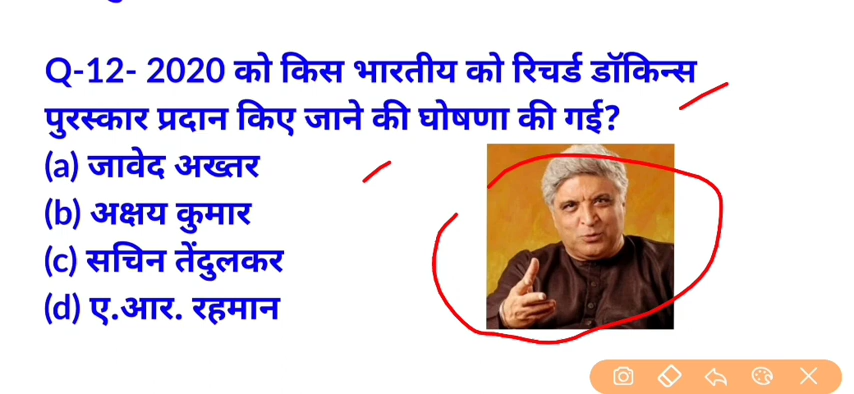 Q-12- 2020 को किस भारतीय को रिचर्ड डॉकिन्स
पुरस्कार प्रदान किए जाने की घोषणा की गई?
(a) जावेद अख्तर
(b) अक्षय कुमार
(c) सचिन तेंदुलकर
(d) ए.आर. रहमान